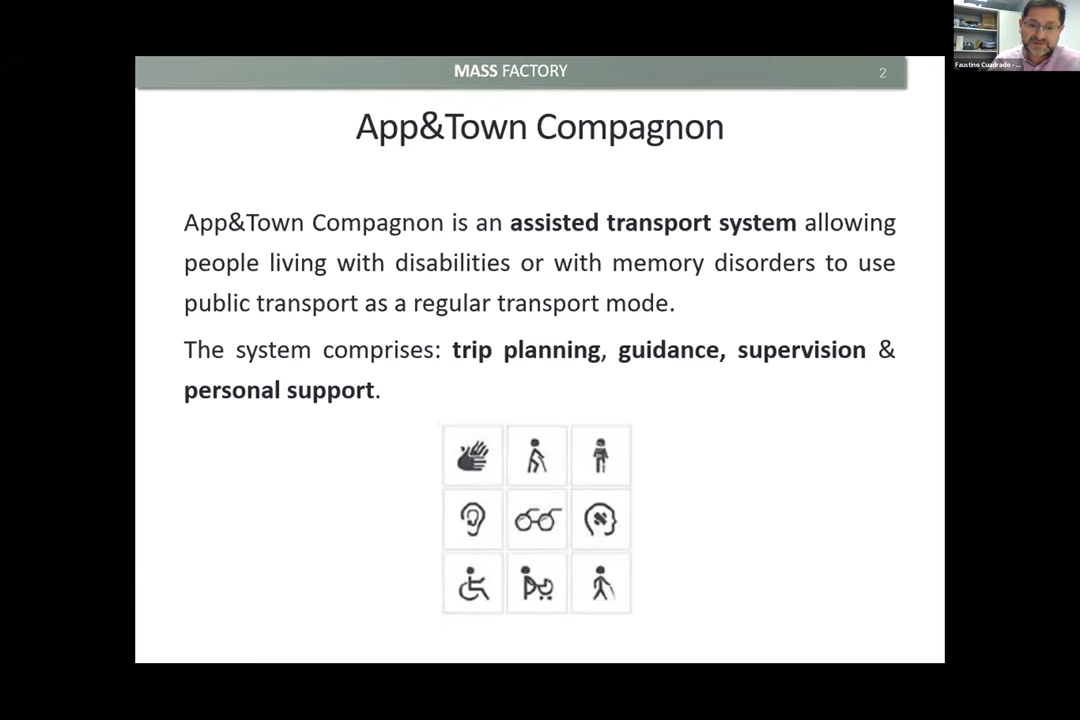 MASS FACTORY
2
Faustino Cuadrado - ...
App&Town Compagnon
App&Town Compagnon is an assisted transport system allowing
people living with disabilities or with memory disorders to use
public transport as a regular transport mode.
The system comprises: trip planning, guidance, supervision &
personal support.